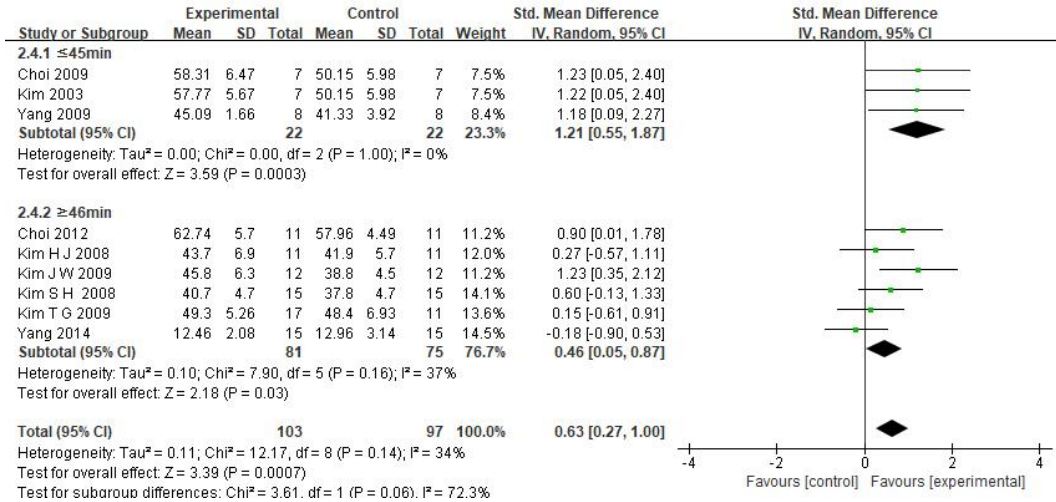 Experimental Control Std. Mean Difference Std. Mean Difference
Study or Subgroup Mean SD Total Mean SD Total Weight IV, Random, 95% CI IV, Random, 95% CI
2.4.1 ≤45min
Choi 2009 58.31 6.47 7 50.15 5.98 7 7.5% 1.23 [0.05, 2.40]
Kim 2003 57.77 5.67 7 50.15 5.98 7 7.5% 1.22 [0.05, 2.40]
Yang 2009 45.09 1.66 8 41.33 3.92 8 8.4% 1.18 [0.09, 2.27]
Subtotal (95% CI) 22 22 23.3% 1.21 [0.55, 1.87]
Heterogeneity: Tau² = 0.00; Chi² = 0.00, df = 2 (P = 1.00); I² = 0%
Test for overall effect: Z = 3.59 (P = 0.0003)
2.4.2 ≥46min
Choi 2012 62.74 5.7 11 57.96 4.49 11 11.2% 0.90 [0.01, 1.78]
Kim H J 2008 43.7 6.9 11 41.9 5.7 11 12.0% 0.27 [-0.57, 1.11]
Kim J W 2009 45.8 6.3 12 38.8 4.5 12 11.2% 1.23 [0.35, 2.12]
Kim S H 2008 40.7 4.7 15 37.8 4.7 15 14.1% 0.60 [-0.13, 1.33]
Kim T G 2009 49.3 5.26 17 48.4 6.93 11 13.6% 0.15 [-0.61, 0.91]
Yang 2014 12.46 2.08 15 12.96 3.14 15 14.5% -0.18 [-0.90, 0.53]
Subtotal (95% CI) 81 75 76.7% 0.46 [0.05, 0.87]
Heterogeneity: Tau² = 0.10; Chi² = 7.90, df = 5 (P = 0.16); I² = 37%
Test for overall effect: Z = 2.18 (P = 0.03)
Total (95% CI) 103 97 100.0% 0.63 [0.27, 1.00]
Heterogeneity: Tau² = 0.11; Chi² = 12.17, df = 8 (P = 0.14); I² = 34%
Test for overall effect: Z = 3.39 (P = 0.0007)
Test for subgroup differences: Chi² = 3.61, df = 1 (P = 0.06), I² = 72.3%
-4 -2 0 2 4
Favours [control] Favours [experimental]